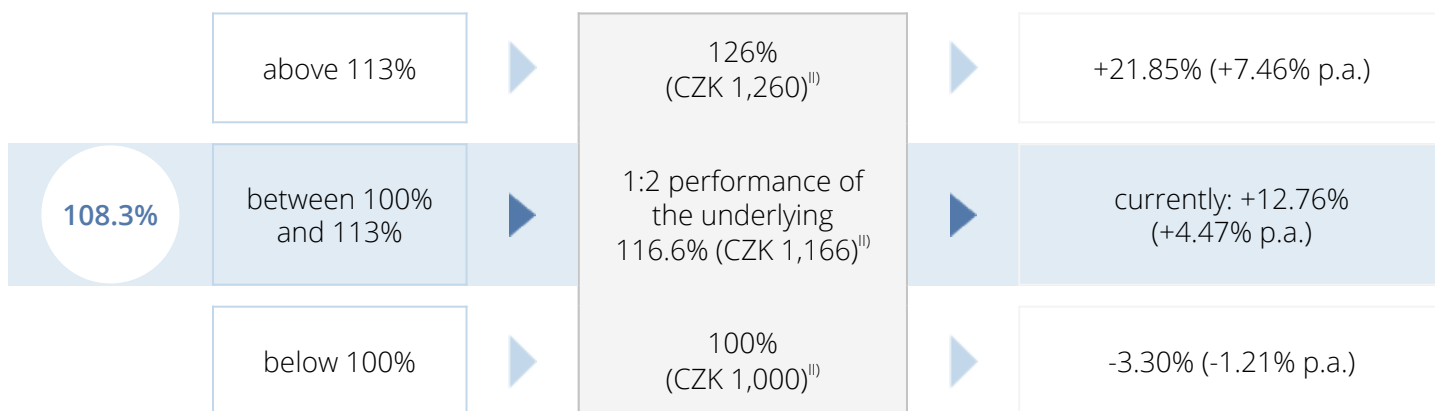 above 113%
126%
(CZK 1,260)II)
+21.85% (+7.46% p.a.)
108.3%
between 100%
and 113%
1:2 performance of
the underlying
116.6% (CZK 1,166)II)
currently: +12.76%
(+4.47% p.a.)
below 100%
100%
(CZK 1,000)II)
-3.30% (-1.21% p.a.)